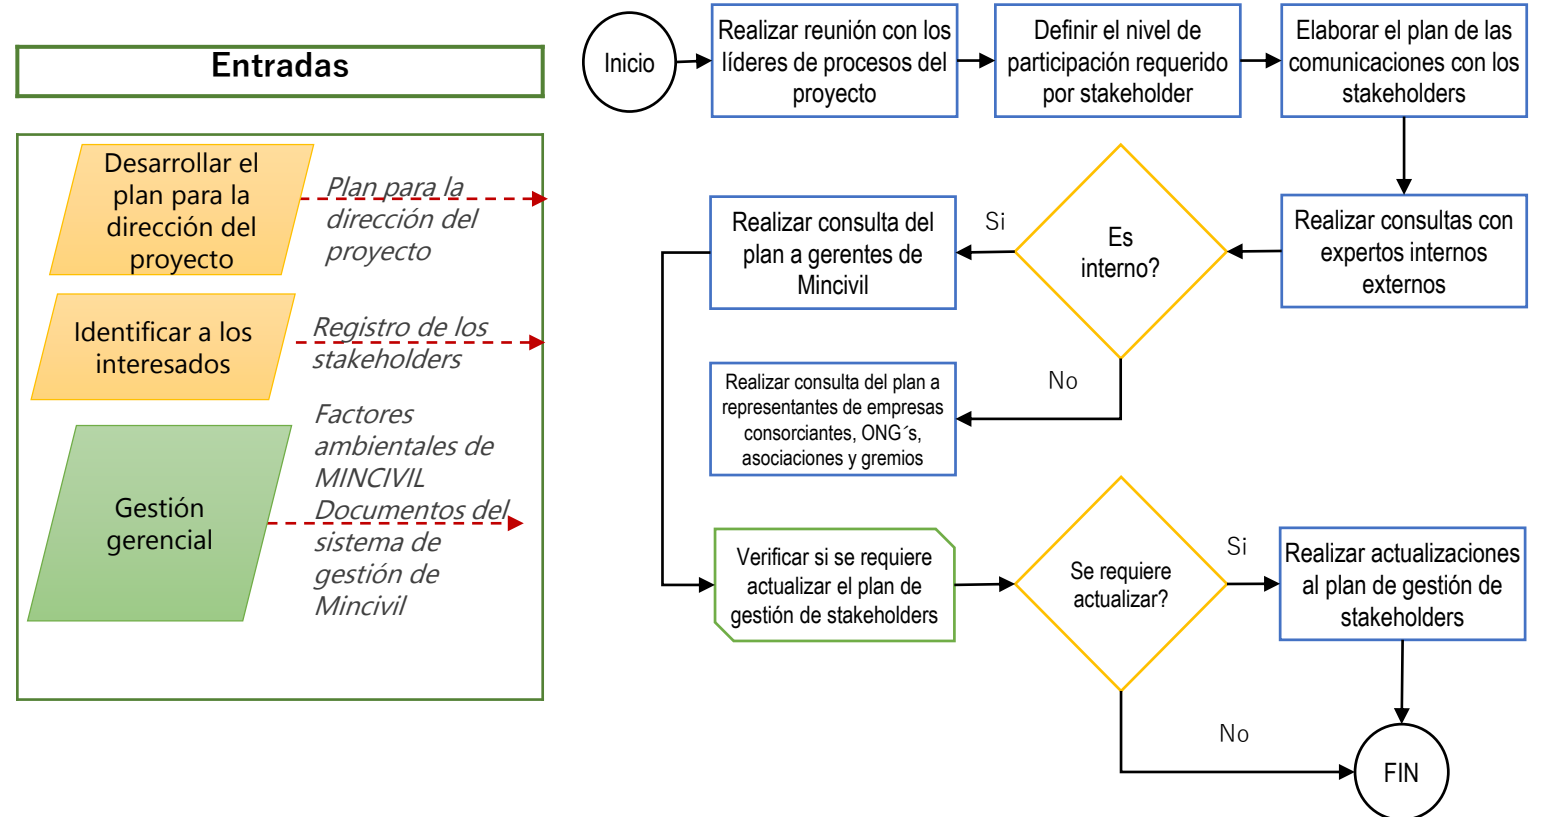 Entradas
Desarrollar el
plan para la
dirección del
proyecto
Plan para la
dirección del
proyecto
Identificar a los
interesados
Registro de los
stakeholders
Gestión
gerencial
Factores
ambientales de
MINCIVIL
Documentos del
sistema de
gestión de
Mincivil
Inicio
Realizar reunión con los
líderes de procesos del
proyecto
Definir el nivel de
participación requerido
por stakeholder
Elaborar el plan de las
comunicaciones con los
stakeholders
Realizar consultas con
expertos internos
externos
Es
interno?
Si
Realizar consulta del
plan a gerentes de
Mincivil
No
Realizar consulta del plan a
representantes de empresas
consorciantes, ONG´s,
asociaciones y gremios
Verificar si se requiere
actualizar el plan de
gestión de stakeholders
Se requiere
actualizar?
Si
Realizar actualizaciones
al plan de gestión de
stakeholders
No
FIN